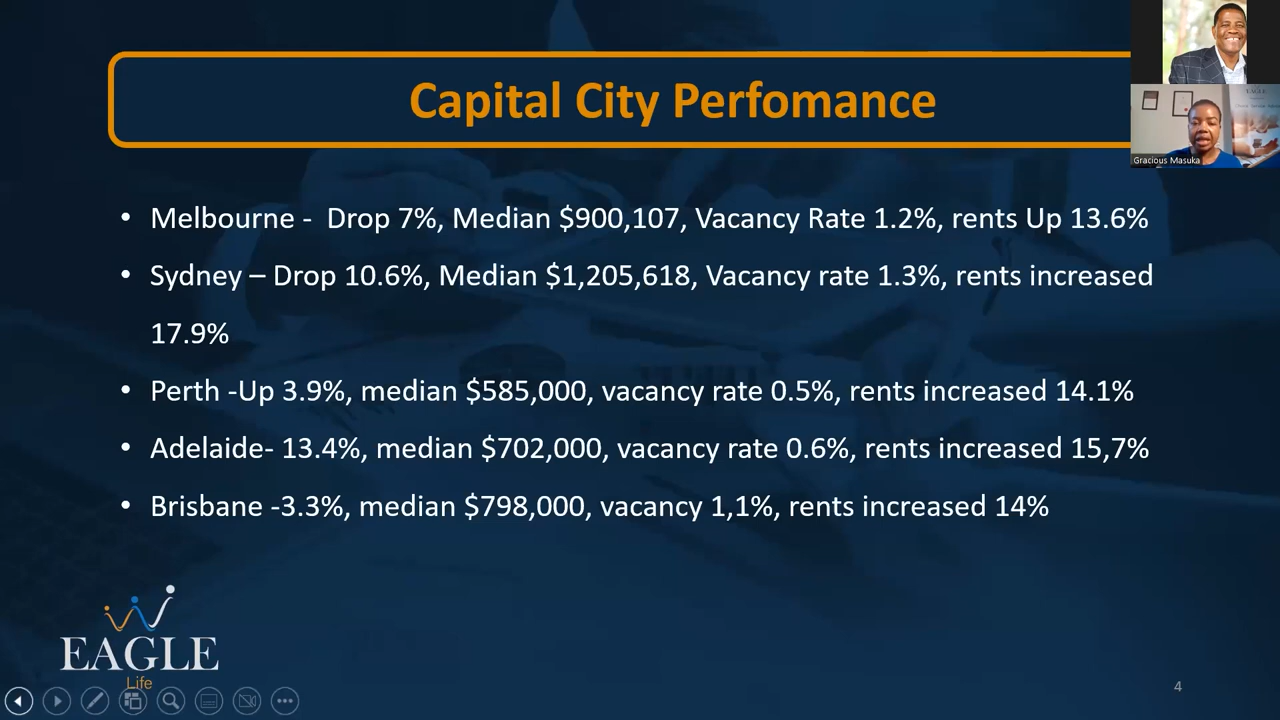 Capital City Perfomance
Gracious Masuka
• Melbourne -  Drop 7%, Median $900,107, Vacancy Rate 1.2%, rents Up 13.6%
• Sydney – Drop 10.6%, Median $1,205,618, Vacancy rate 1.3%, rents increased
17.9%
• Perth -Up 3.9%, median $585,000, vacancy rate 0.5%, rents increased 14.1%
• Adelaide- 13.4%, median $702,000, vacancy rate 0.6%, rents increased 15,7%
• Brisbane -3.3%, median $798,000, vacancy 1,1%, rents increased 14%
EAGLE
Life
4